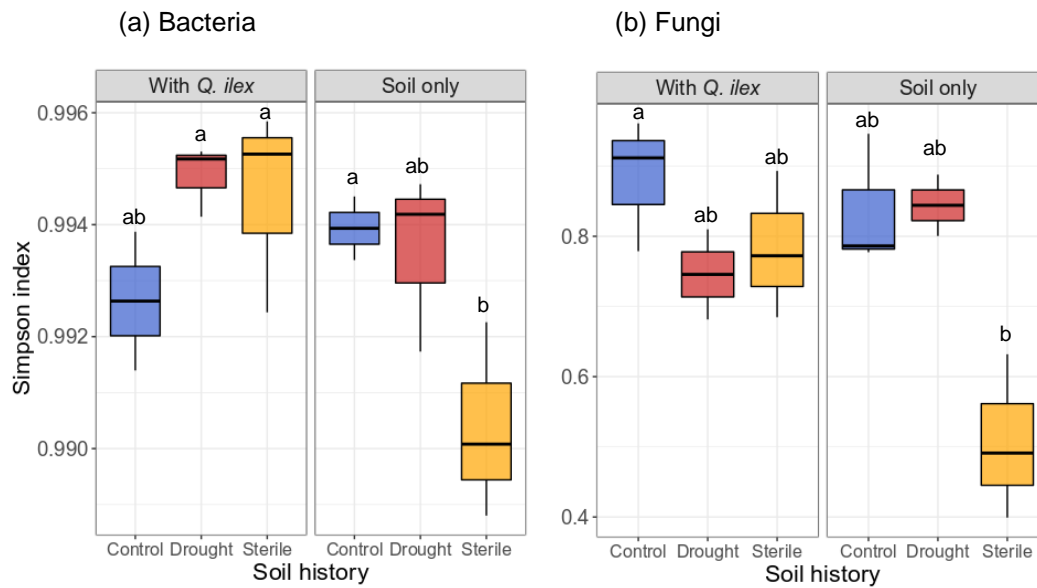 (a) Bacteria
(b) Fungi
With Q. ilex
Soil only
With Q. ilex
Soil only
Simpson index
0.996
0.994
0.992
0.990
ab
a
a
a
ab
b
Control
Drought
Sterile
Control
Drought
Sterile
Soil history
0.8
0.6
0.4
a
ab
ab
ab
ab
b
Control
Drought
Sterile
Control
Drought
Sterile
Soil history